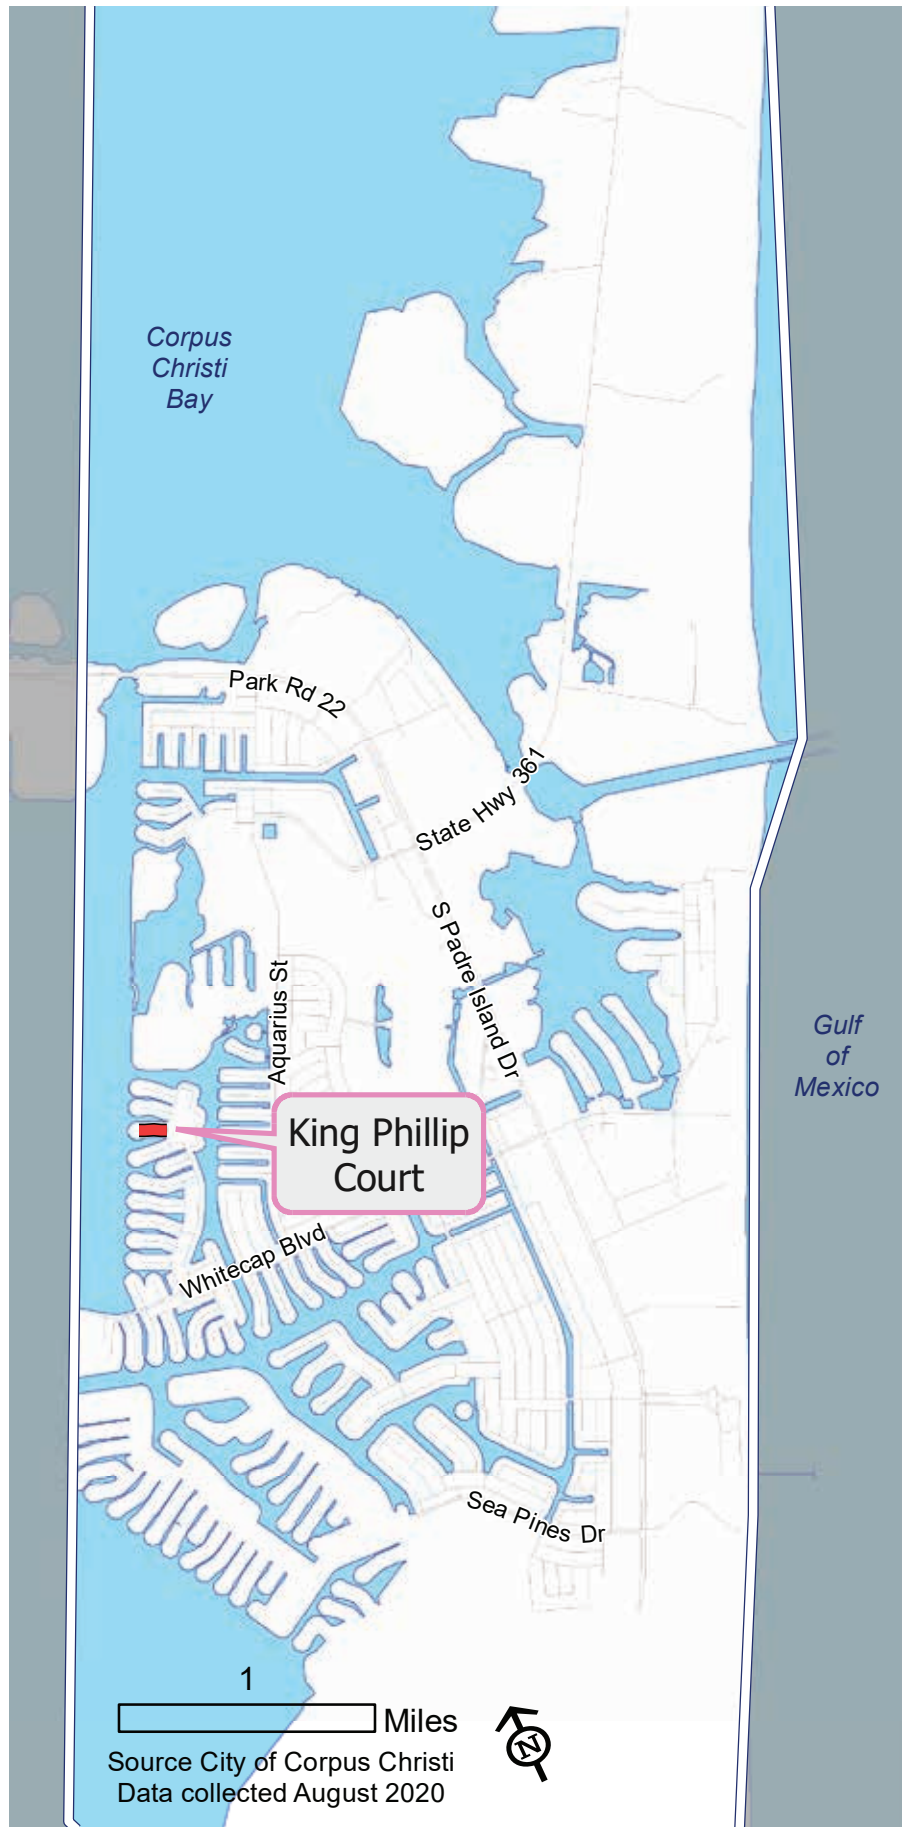 Corpus
Christi
Bay
Park Rd 22
State Hwy 361
S Padre Island Dr
Aquarius St
Gulf
of
Mexico
King Phillip
Court
Whitecap Blvd
Sea Pines Dr
1
Miles
N
Source City of Corpus Christi
Data collected August 2020